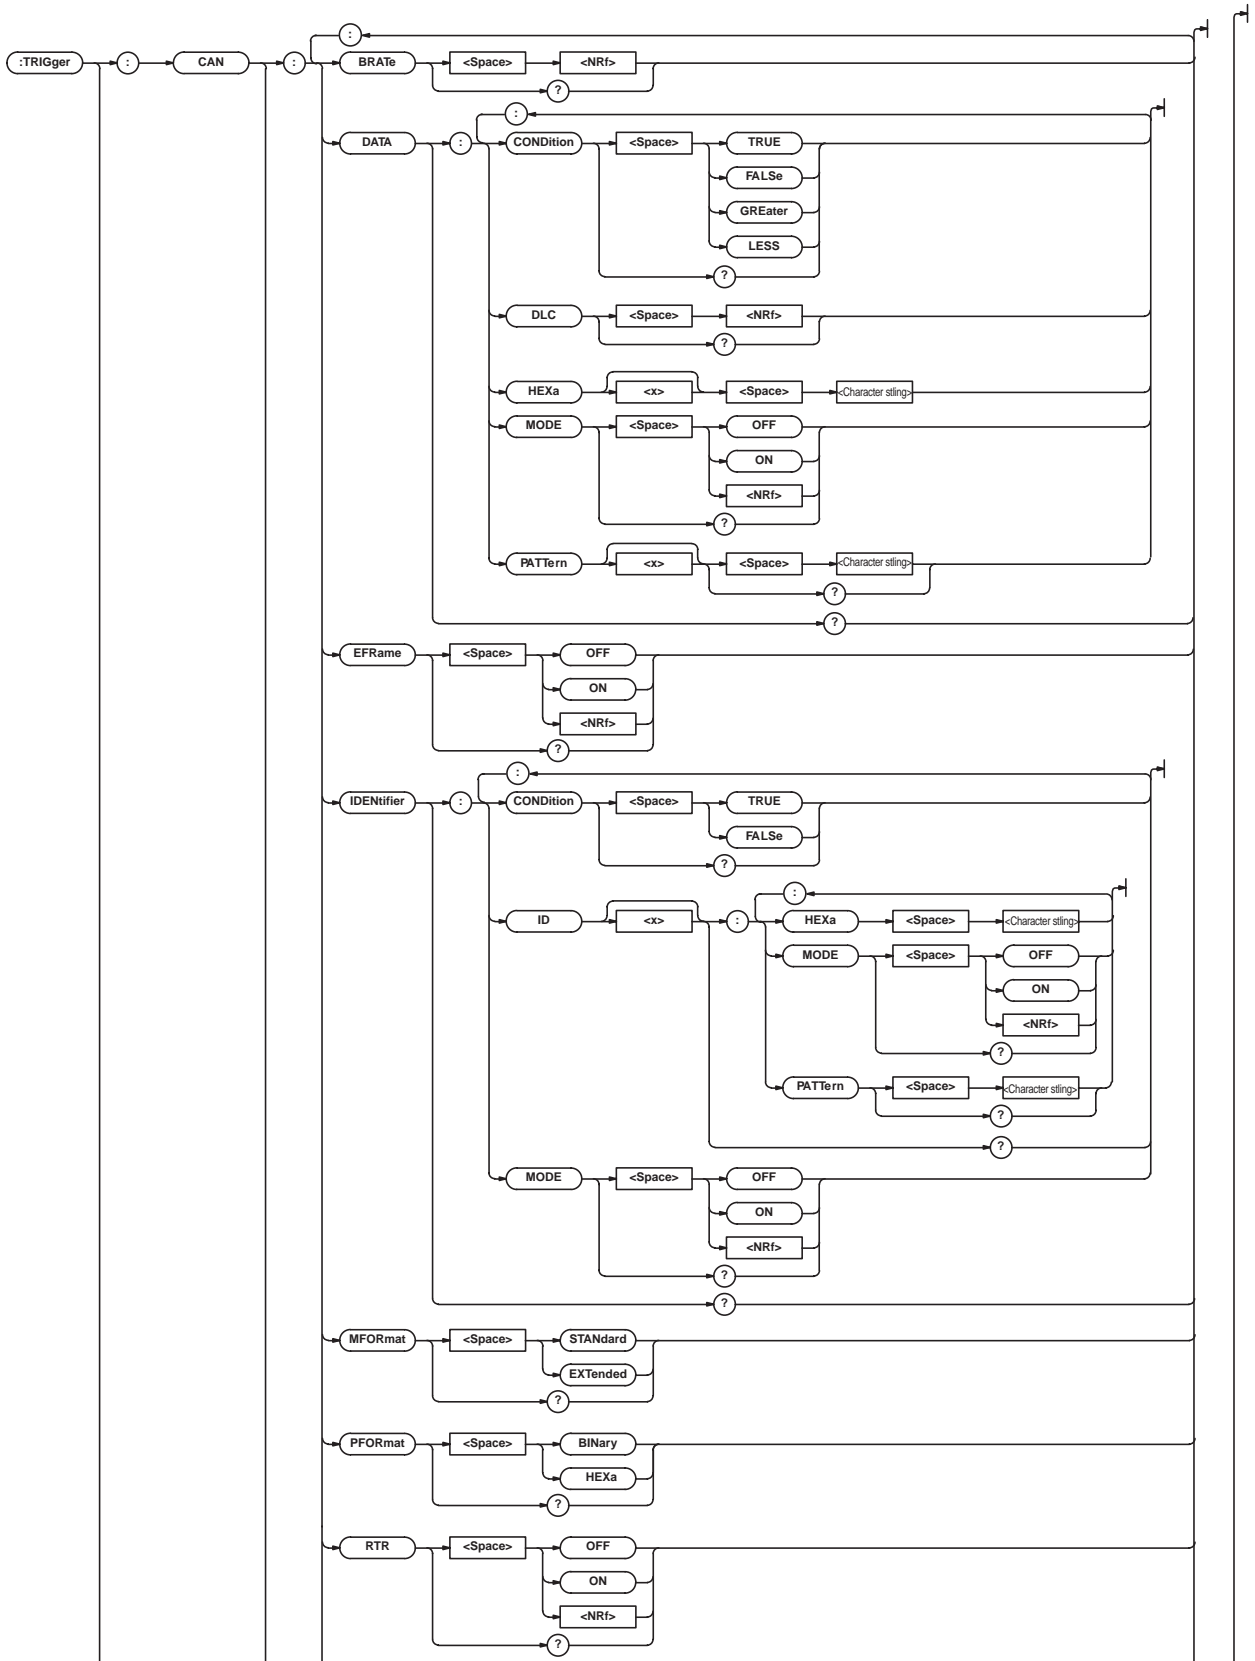 :
:TRIGger : CAN : BRATe <Space> <NRf>
?
:
DATA : CONDition <Space> TRUE
FALSe
GREater
LESS
?
DLC <Space> <NRf>
?
HEXa <x> <Space> <Character stling>
MODE <Space> OFF
ON
<NRf>
?
PATTern <x> <Space> <Character stling>
?
?
EFRame <Space> OFF
ON
<NRf>
?
:
IDENtifier : CONDition <Space> TRUE
FALSe
?
:
ID <x> : HEXa <Space> <Character stling>
MODE <Space> OFF
ON
<NRf>
?
PATTern <Space> <Character stling>
?
?
MODE <Space> OFF
ON
<NRf>
?
?
MFORmat <Space> STANdard
EXTended
?
PFORmat <Space> BINary
HEXa
?
RTR <Space> OFF
ON
<NRf>
?